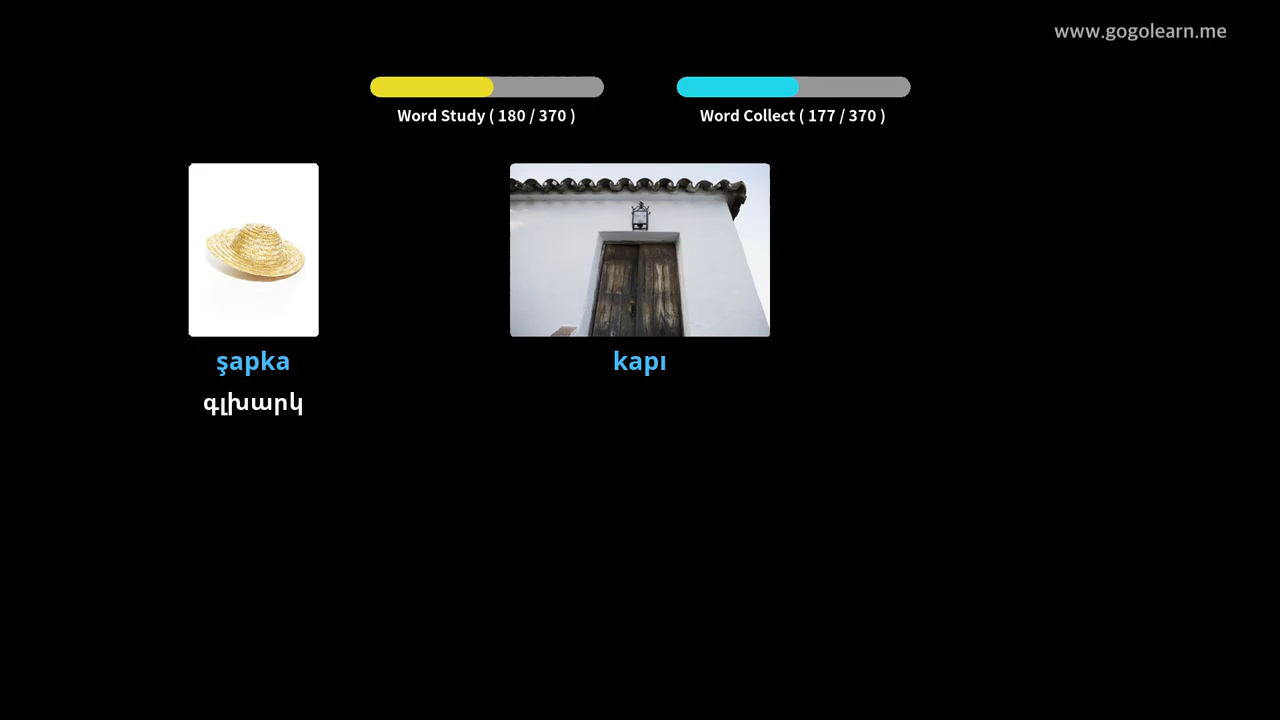 www.gogolearn.me
Word Study ( 180 / 370 )
Word Collect ( 177 / 370 )
şapka
kapı
գլխարկ